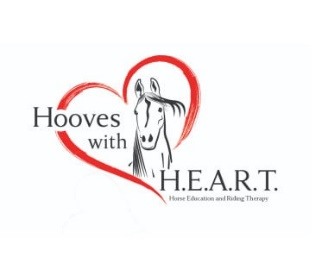 Hooves
with
H.E.A.R.T.
Horse Education and Riding Therapy